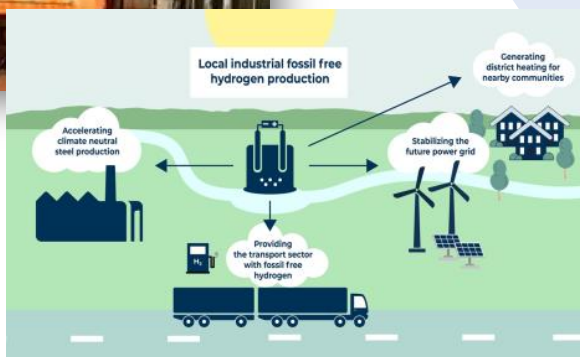 Local industrial fossil free
hydrogen production
Generating
district heating for
nearby communities
Accelerating
climate neutral
steel production
Stabilizing the
future power grid
Providing
the transport sector
with fossil free
hydrogen
H₂